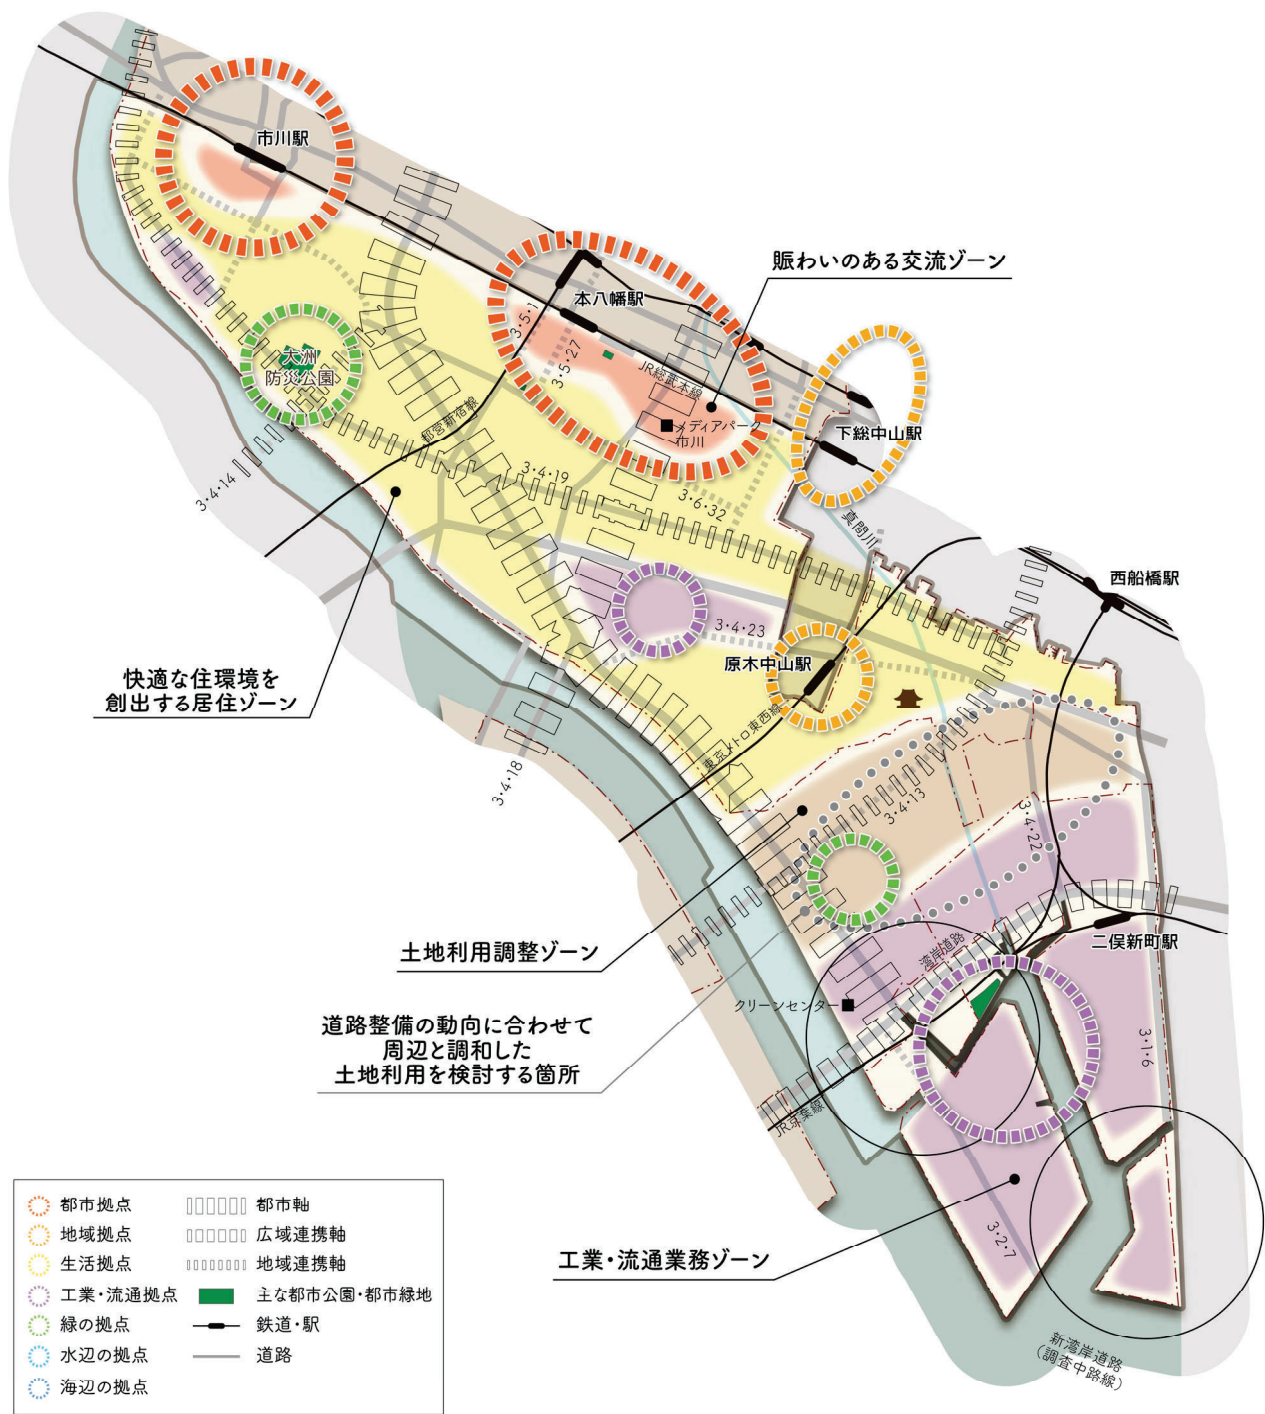 市川駅
賑わいのある交流ゾーン
本八幡駅
3・5・1
3・5・27
JR総武本線
大洲
防災公園
メディアパーク
市川
下総中山駅
都営新宿線
3・4・14
3・4・19
3・6・32
真間川
西船橋駅
3・4・23
原木中山駅
快適な住環境を
創出する居住ゾーン
東京メトロ東西線
3・4・18
3・4・13
3・4・22
土地利用調整ゾーン
湾岸道路
二俣新町駅
クリーンセンター
道路整備の動向に合わせて
周辺と調和した
土地利用を検討する箇所
3・1・6
JR京葉線
3・2・7
工業・流通業務ゾーン
新湾岸道路
(調査中路線)
都市拠点
都市軸
地域拠点
広域連携軸
生活拠点
地域連携軸
工業・流通拠点
主な都市公園・都市緑地
緑の拠点
鉄道・駅
水辺の拠点
道路
海辺の拠点